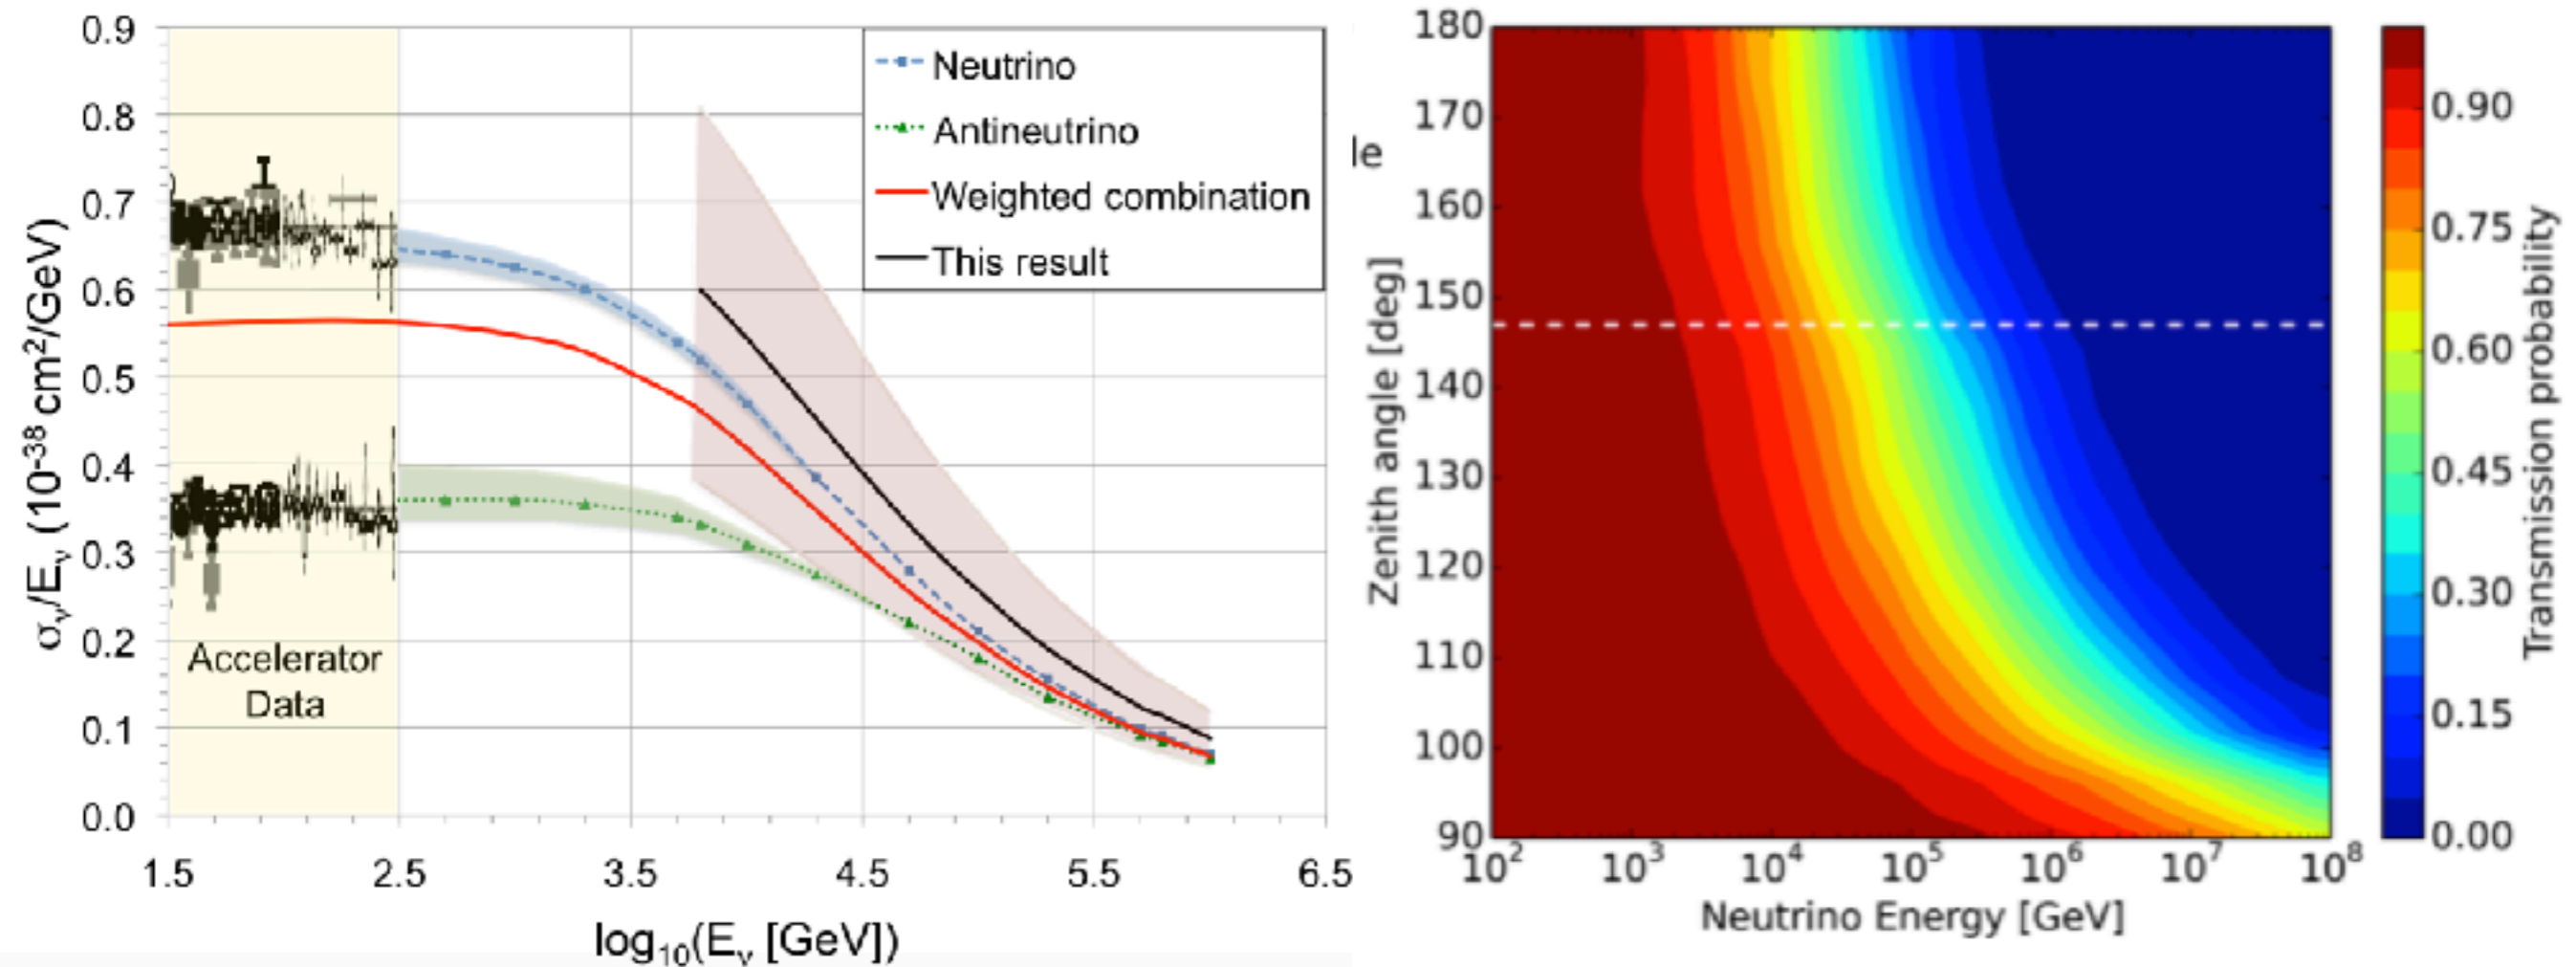 0.9
0.8
0.7
0.6
0.5
0.4
0.3
0.2
0.1
0.0
σν/Eν (10-38 cm2/GeV)
Accelerator
Data
Neutrino
Antineutrino
Weighted combination
This result
1.5 2.5 3.5 4.5 5.5 6.5
log10(Eν [GeV])
le
180
170
160
150
140
130
120
110
100
90
Zenith angle [deg]
102 103 104 105 106 107 108
Neutrino Energy [GeV]
0.90
0.75
0.60
0.45
0.30
0.15
0.00
Transmission probability